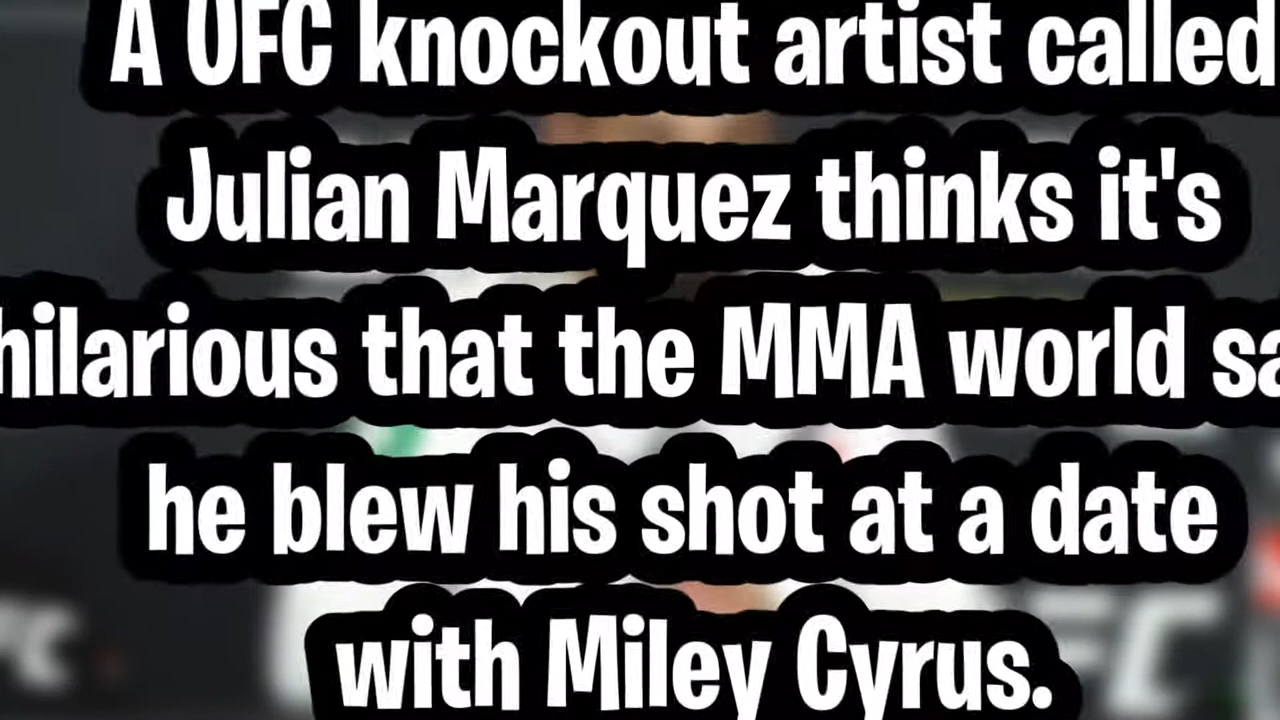 A UFC knockout artist called
Julian Marquez thinks it's
hilarious that the MMA world
he blew his shot at a date
with Miley Cyrus.